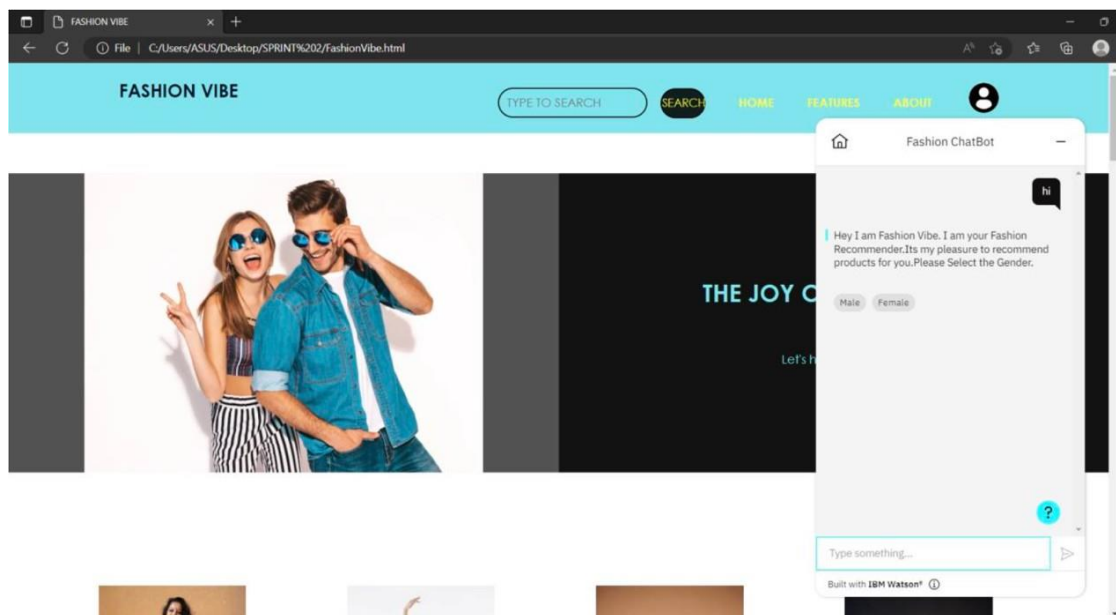 FASHION VIBE
File | C:/Users/ASUS/Desktop/SPRINT%202/FashionVibe.html
FASHION VIBE
TYPE TO SEARCH
SEARCH
HOME
FEATURES
ABOUT
Fashion ChatBot
hi
Hey I am Fashion Vibe. I am your Fashion
Recommender.Its my pleasure to recommend
products for you.Please Select the Gender.
Male
Female
THE JOY
Let's h
?
Type something...
Built with IBM Watson®